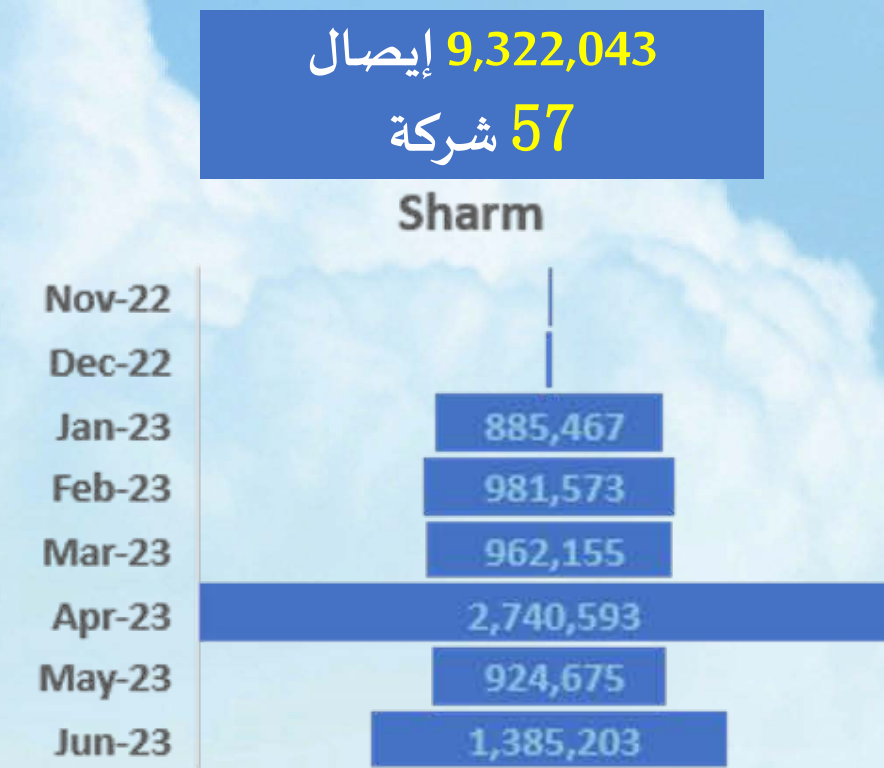 9,322,043 إيصال
57 شركة
Sharm
Nov-22
Dec-22
Jan-23 885,467
Feb-23 981,573
Mar-23 962,155
Apr-23 2,740,593
May-23 924,675
Jun-23 1,385,203